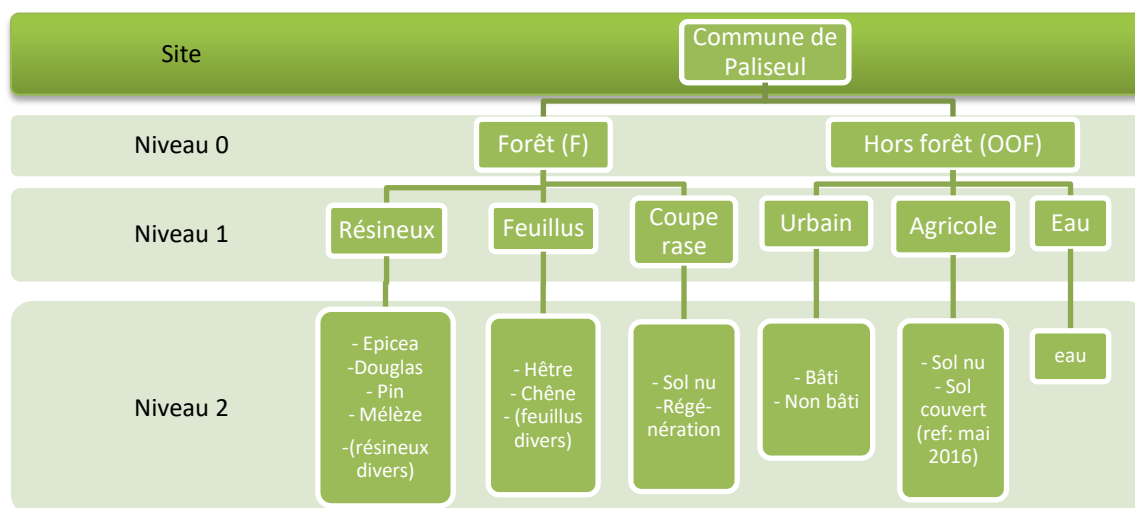 Site
Commune de
Paliseul
Niveau 0
Forêt (F)
Hors forêt (OOF)
Niveau 1
Résineux
Feuillus
Coupe
rase
Urbain
Agricole
Eau
Niveau 2
- Epicea
-Douglas
- Pin
- Mélèze
-(résineux
divers)
- Hêtre
- Chêne
- (feuillus
divers)
- Sol nu
-Régé-
nération
- Bâti
- Non bâti
- Sol nu
- Sol
couvert
(ref: mai
2016)
eau